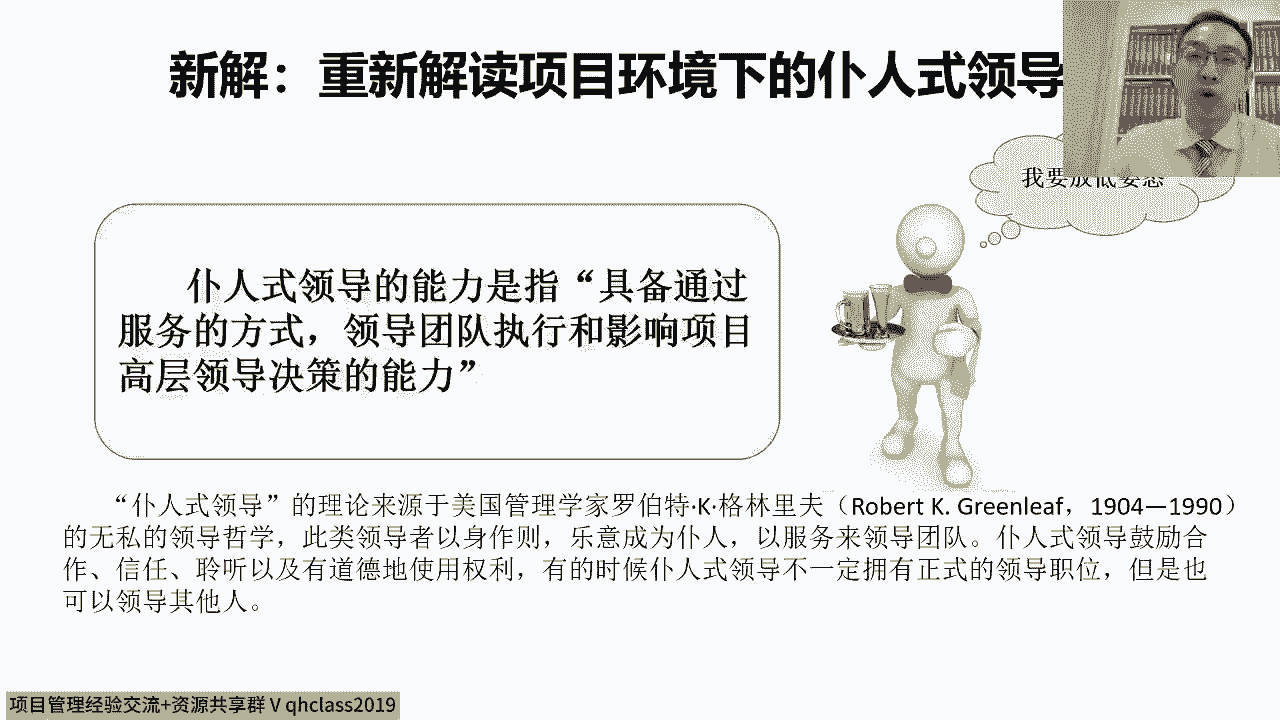 新解：重新解读项目环境下的仆人式领导
我要放低姿态
仆人式领导的能力是指“具备通过
服务的方式，领导团队执行和影响项目
高层领导决策的能力”
“仆人式领导”的理论来源于美国管理学家罗伯特·K·格林里夫（Robert K. Greenleaf，1904—1990）
的无私的领导哲学，此类领导者以身作则，乐意成为仆人，以服务来领导团队。仆人式领导鼓励合
作、信任、聆听以及有道德地使用权利，有的时候仆人式领导不一定拥有正式的领导职位，但是也
可以领导其他人。
项目管理经验交流+资源共享群 V qhclass2019